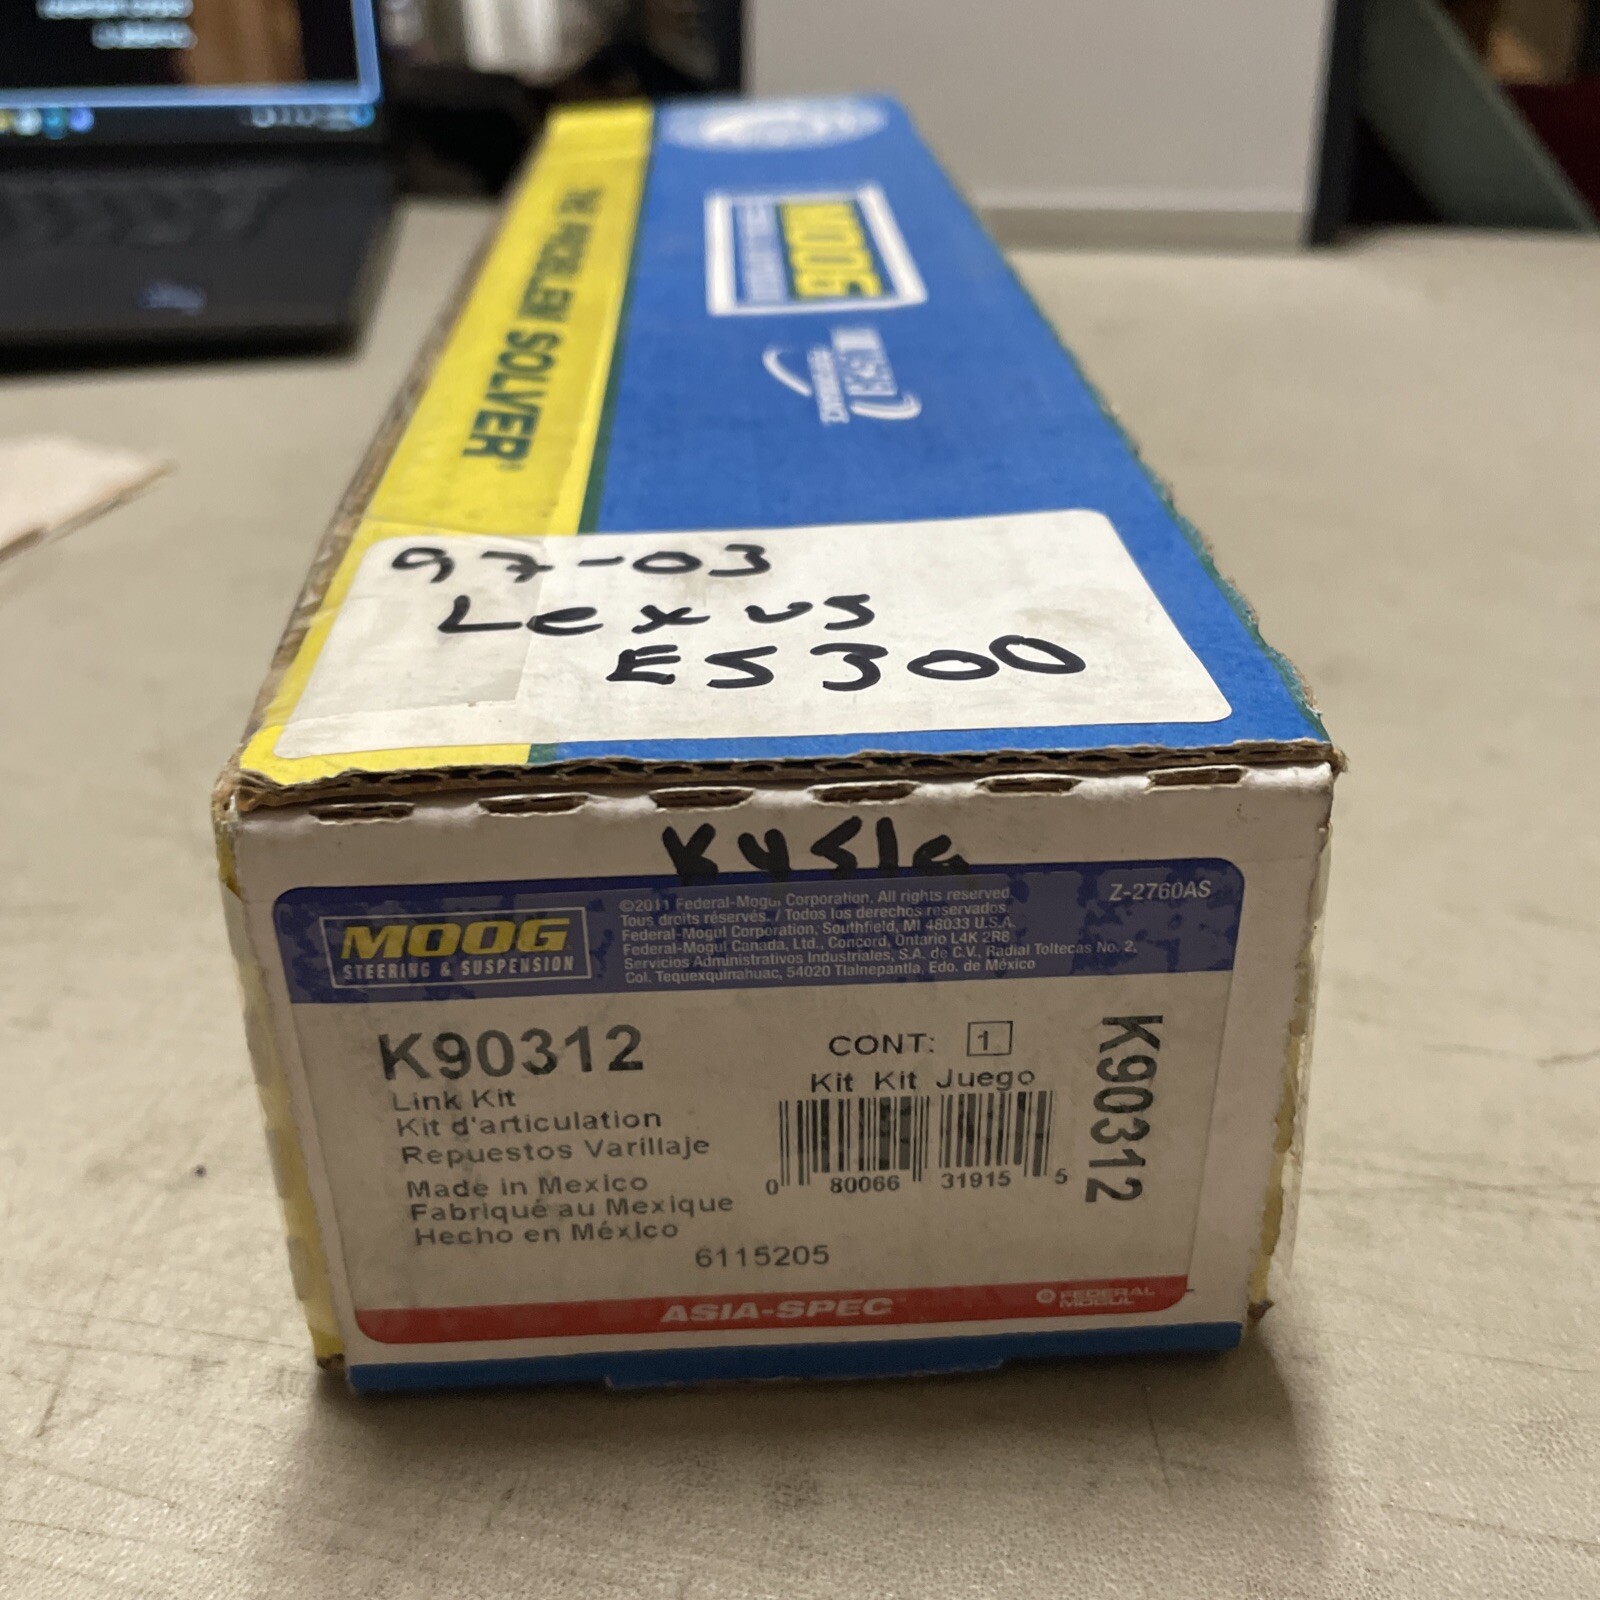 THE PROBLEM SOLVER®
MOOG
97-03
Lexus
ES300
MOOG
STEERING & SUSPENSION
©2011 Federal-Mogul Corporation. All rights reserved
Tous droits réservés. / Todos los derechos reservados.
Federal-Mogul Corporation, Southfield, MI 48033 U.S.A.
Federal-Mogul Canada, Ltd., Concord, Ontario L4K 2R8
Servicios Administrativos Industriales, S.A. de C.V., Radial Toltecas No. 2.
Col. Tequexquinahuac, 54020 Tlalnepantla, Edo. de México
Z-2760AS
K90312
Link Kit
Kit d'articulation
Repuestos Varillaje
Made in Mexico
Fabriqué au Mexique
Hecho en México
6115205
CONT: 1
Kit Kit Juego
0 80066 31915 5
K90312
ASIA-SPEC™
FEDERAL
MOGUL